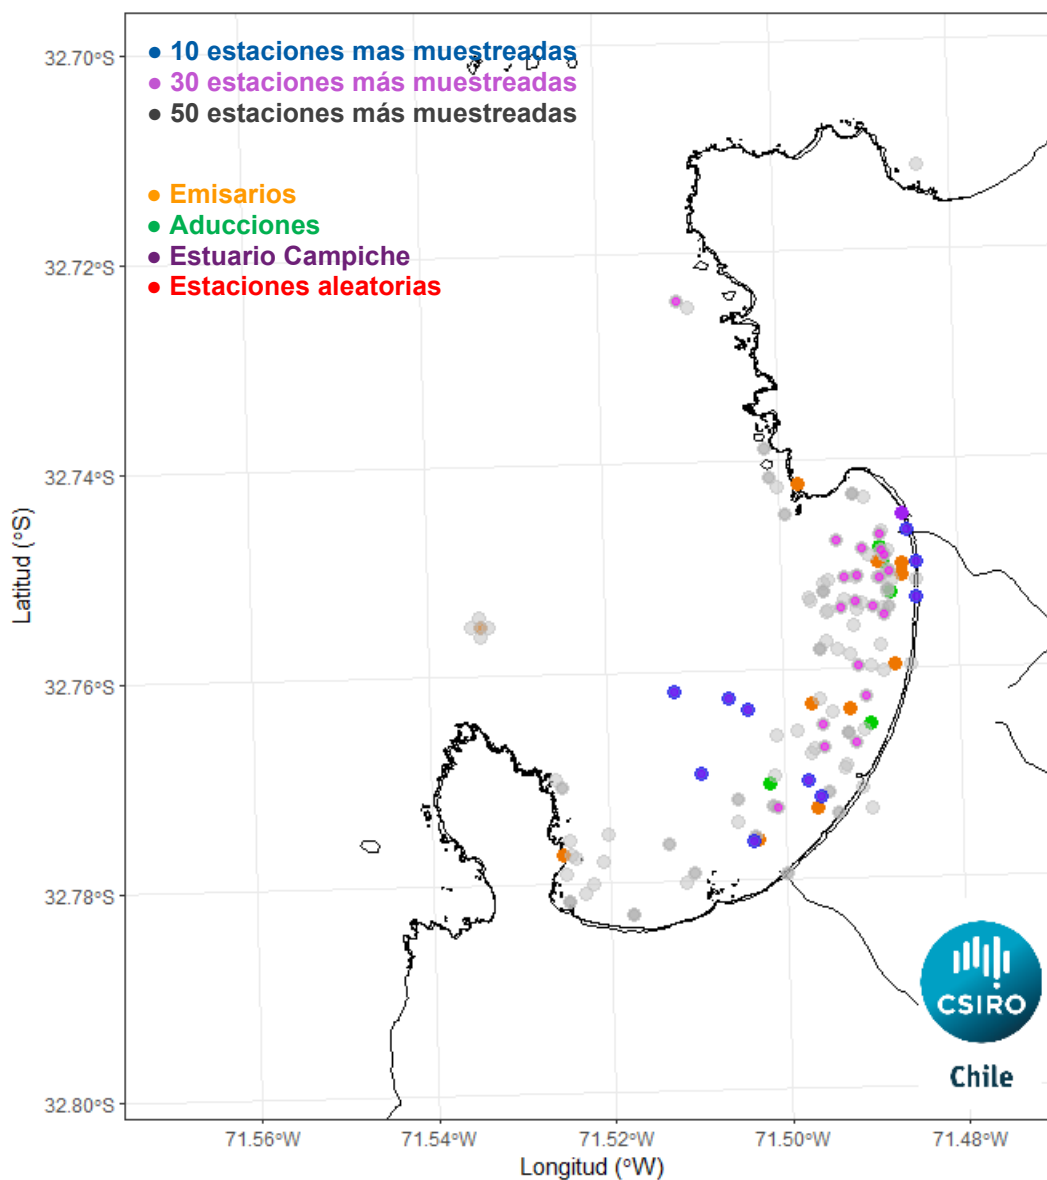 ● 10 estaciones mas muestreadas
● 30 estaciones más muestreadas
● 50 estaciones más muestreadas
● Emisarios
● Aducciones
● Estuario Campiche
● Estaciones aleatorias
32.70°S
32.72°S
32.74°S
32.76°S
32.78°S
32.80°S
Latitud (°S)
71.56°W 71.54°W 71.52°W 71.50°W 71.48°W
Longitud (°W)
CSIRO
Chile